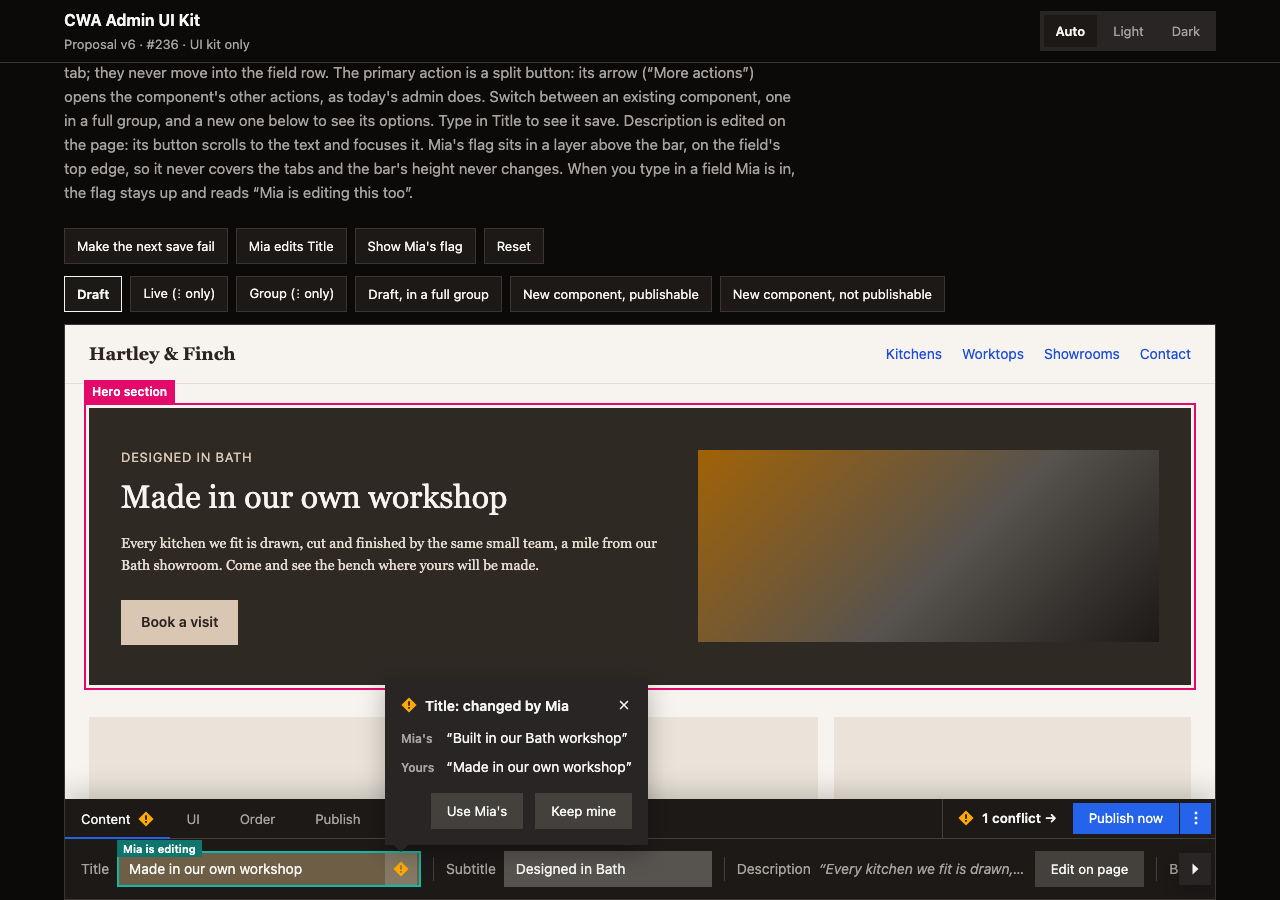 CWA Admin UI Kit
Proposal v6 · #236 · UI kit only
Auto
Light
Dark
tab; they never move into the field row. The primary action is a split button: its arrow (“More actions”)
opens the component's other actions, as today's admin does. Switch between an existing component, one
in a full group, and a new one below to see its options. Type in Title to see it save. Description is edited on
the page: its button scrolls to the text and focuses it. Mia's flag sits in a layer above the bar, on the field's
top edge, so it never covers the tabs and the bar's height never changes. When you type in a field Mia is in,
the flag stays up and reads “Mia is editing this too”.
Make the next save fail
Mia edits Title
Show Mia's flag
Reset
Draft
Live (⋮ only)
Group (⋮ only)
Draft, in a full group
New component, publishable
New component, not publishable
Hartley & Finch
Kitchens
Worktops
Showrooms
Contact
Hero section
DESIGNED IN BATH
Made in our own workshop
Every kitchen we fit is drawn, cut and finished by the same small team, a mile from our
Bath showroom. Come and see the bench where yours will be made.
Book a visit
Title: changed by Mia
Mia's “Built in our Bath workshop”
Yours “Made in our own workshop”
Use Mia's
Keep mine
Content
UI
Order
Publish
1 conflict →
Publish now
Mia is editing
Title
Made in our own workshop
Subtitle
Designed in Bath
Description
“Every kitchen we fit is drawn,...
Edit on page
B